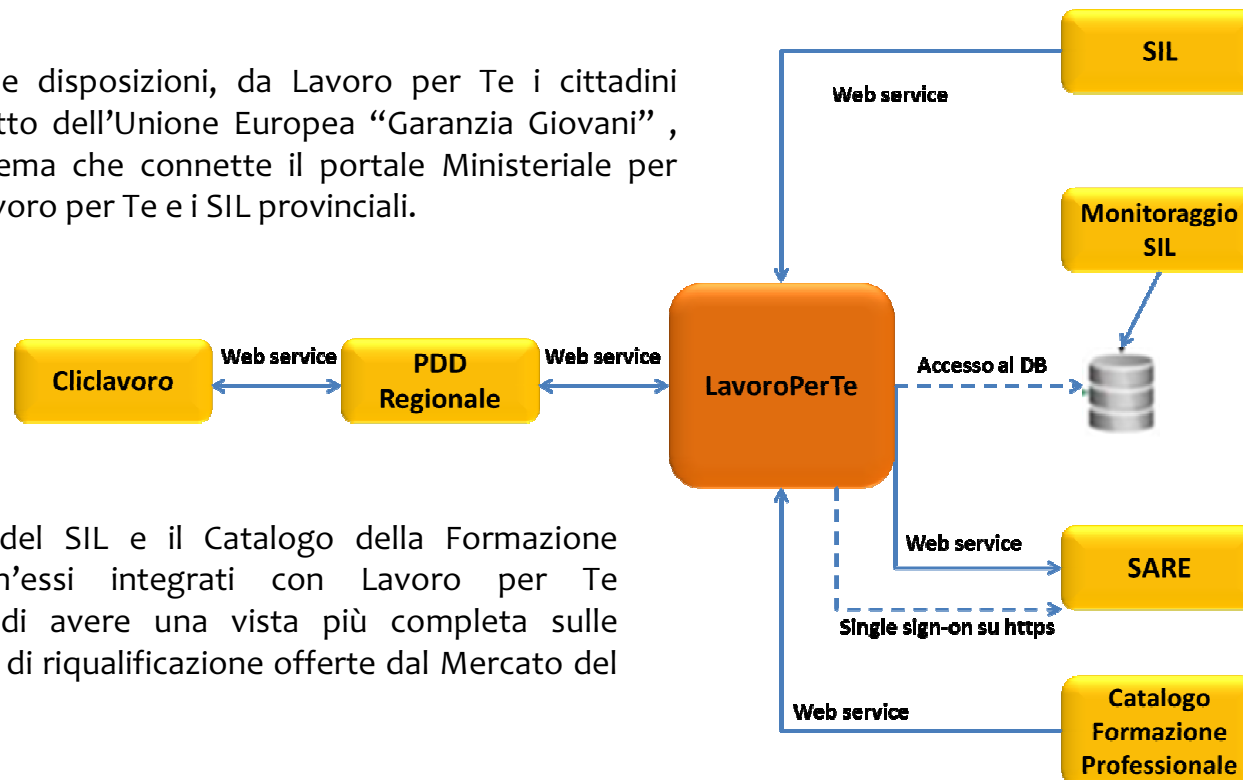 SIL
Web service
e disposizioni, da Lavoro per Te i cittadini
tto dell’Unione Europea “Garanzia Giovani” ,
ema che connette il portale Ministeriale per
voro per Te e i SIL provinciali.
Monitoraggio
SIL
Cliclavoro
Web service
PDD
Regionale
Web service
LavoroPerTe
Accesso al DB
del SIL e il Catalogo della Formazione
n’essi integrati con Lavoro per Te
di avere una vista più completa sulle
di riqualificazione offerte dal Mercato del
Web service
SARE
Single sign-on su https
Web service
Catalogo
Formazione
Professionale